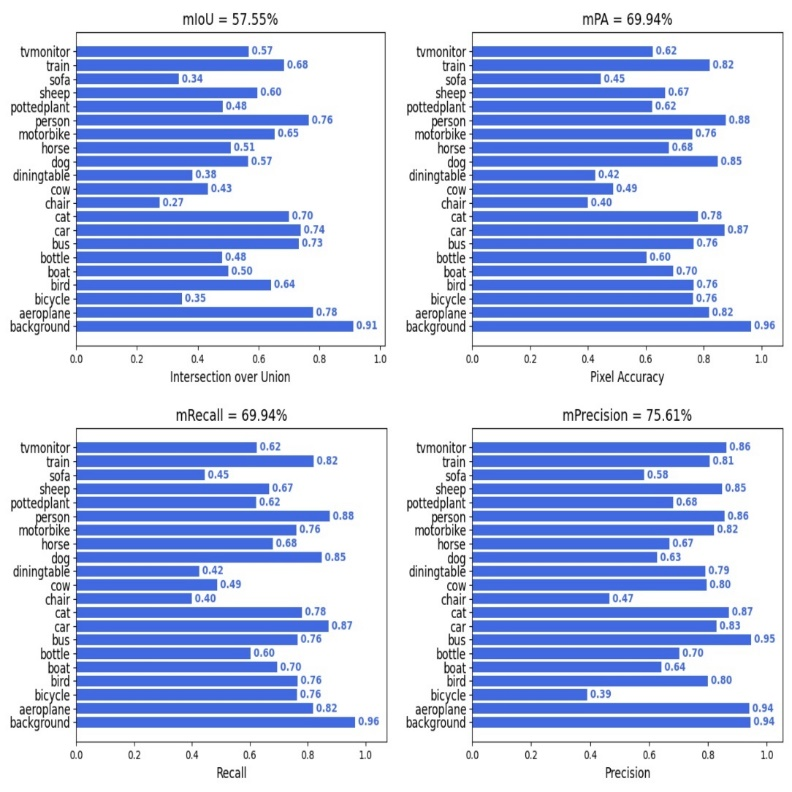 mIoU = 57.55%
tvmonitor 0.57
train 0.68
sofa 0.34
sheep 0.60
pottedplant 0.48
person 0.76
motorbike 0.65
horse 0.51
dog 0.57
diningtable 0.38
cow 0.43
chair 0.27
cat 0.70
car 0.74
bus 0.73
bottle 0.48
boat 0.50
bird 0.64
bicycle 0.35
aeroplane 0.78
background 0.91
0.0 0.2 0.4 0.6 0.8 1.0
Intersection over Union
mPA = 69.94%
tvmonitor 0.62
train 0.82
sofa 0.45
sheep 0.67
pottedplant 0.62
person 0.88
motorbike 0.76
horse 0.68
dog 0.85
diningtable 0.42
cow 0.49
chair 0.40
cat 0.78
car 0.87
bus 0.76
bottle 0.60
boat 0.70
bird 0.76
bicycle 0.76
aeroplane 0.82
background 0.96
0.0 0.2 0.4 0.6 0.8 1.0
Pixel Accuracy
mRecall = 69.94%
tvmonitor 0.62
train 0.82
sofa 0.45
sheep 0.67
pottedplant 0.62
person 0.88
motorbike 0.76
horse 0.68
dog 0.85
diningtable 0.42
cow 0.49
chair 0.40
cat 0.78
car 0.87
bus 0.76
bottle 0.60
boat 0.70
bird 0.76
bicycle 0.76
aeroplane 0.82
background 0.96
0.0 0.2 0.4 0.6 0.8 1.0
Recall
mPrecision = 75.61%
tvmonitor 0.86
train 0.81
sofa 0.58
sheep 0.85
pottedplant 0.68
person 0.86
motorbike 0.82
horse 0.67
dog 0.63
diningtable 0.79
cow 0.80
chair 0.47
cat 0.87
car 0.83
bus 0.95
bottle 0.70
boat 0.64
bird 0.80
bicycle 0.39
aeroplane 0.94
background 0.94
0.0 0.2 0.4 0.6 0.8 1.0
Precision